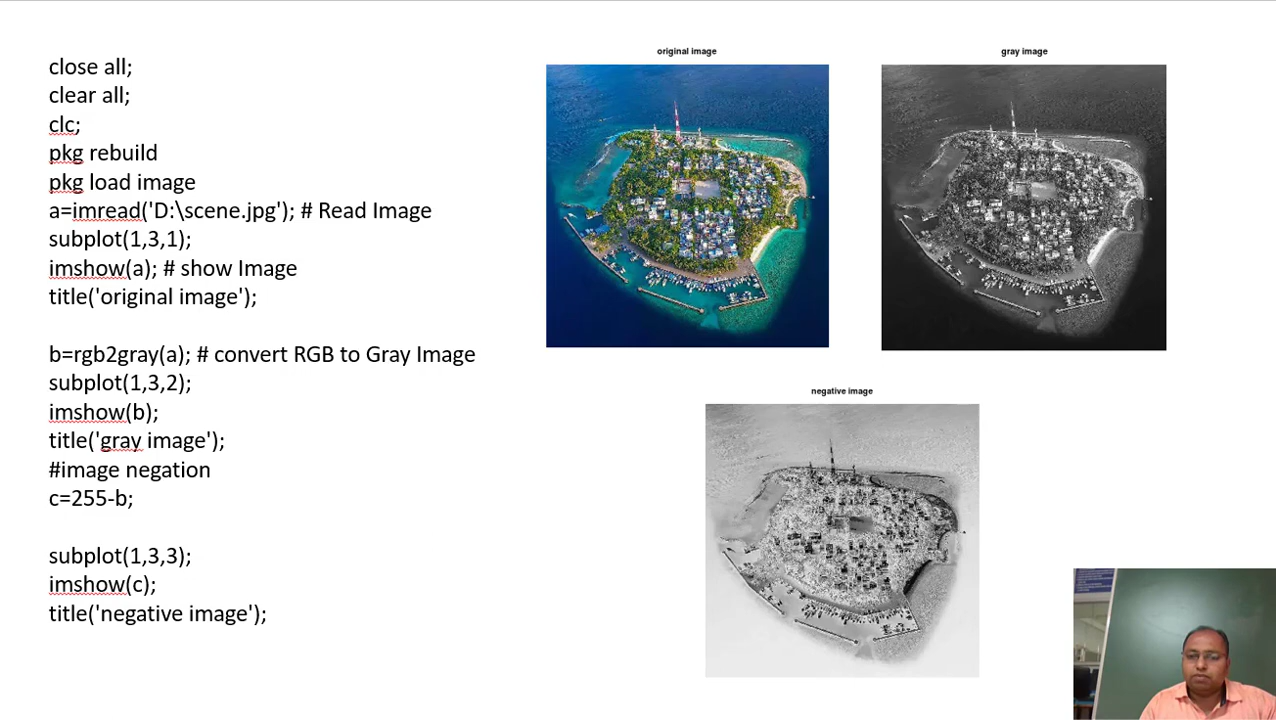 close all;
clear all;
clc;
pkg rebuild
pkg load image
a=imread('D:\scene.jpg'); # Read Image
subplot(1,3,1);
imshow(a); # show Image
title('original image');
b=rgb2gray(a); # convert RGB to Gray Image
subplot(1,3,2);
imshow(b);
title('gray image');
#image negation
c=255-b;
subplot(1,3,3);
imshow(c);
title('negative image');
original image
gray image
negative image